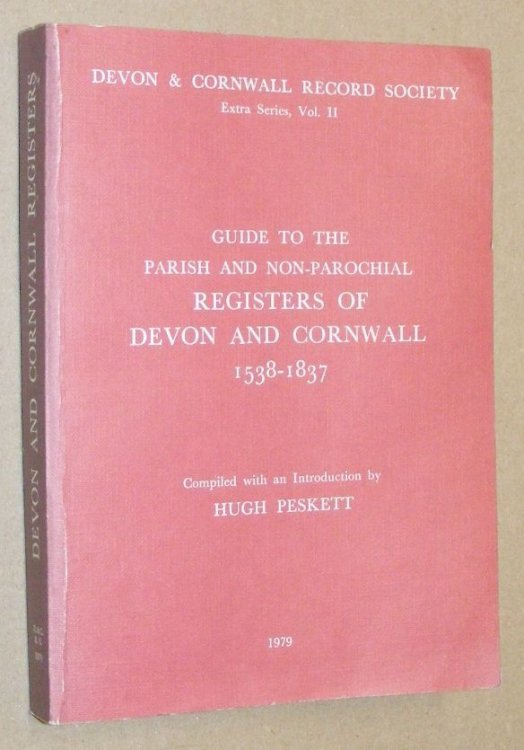 DEVON & CORNWALL RECORD SOCIETY
Extra Series, Vol. II
GUIDE TO THE
PARISH AND NON-PAROCHIAL
REGISTERS OF
DEVON AND CORNWALL
1538-1837
Compiled with an Introduction by
HUGH PESKETT
1979
DEVON AND CORNWALL REGISTERS